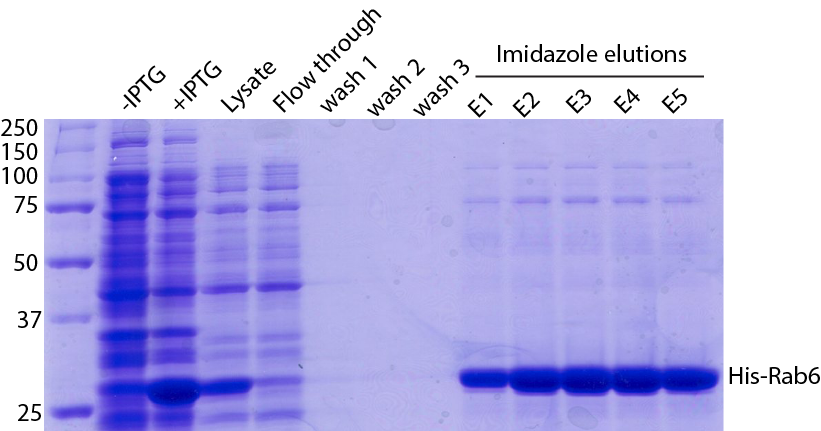 Imidazole elutions
-IPTG
+IPTG
Lysate
Flow through
wash 1
wash 2
wash 3
E1
E2
E3
E4
E5
250
150
100
75
50
37
25
His-Rab6